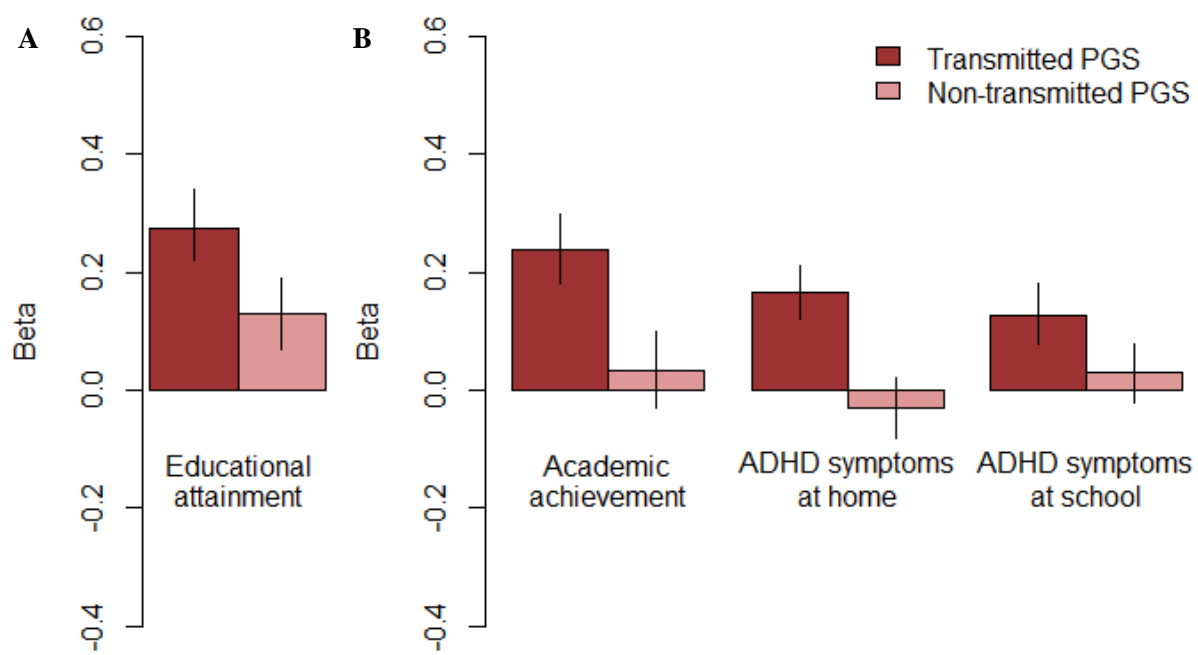 A
Beta
0.6
0.4
0.2
0.0
-0.2
-0.4
Educational
attainment
B
Beta
0.6
0.4
0.2
0.0
-0.2
-0.4
Transmitted PGS
Non-transmitted PGS
Academic
achievement
ADHD symptoms
at home
ADHD symptoms
at school